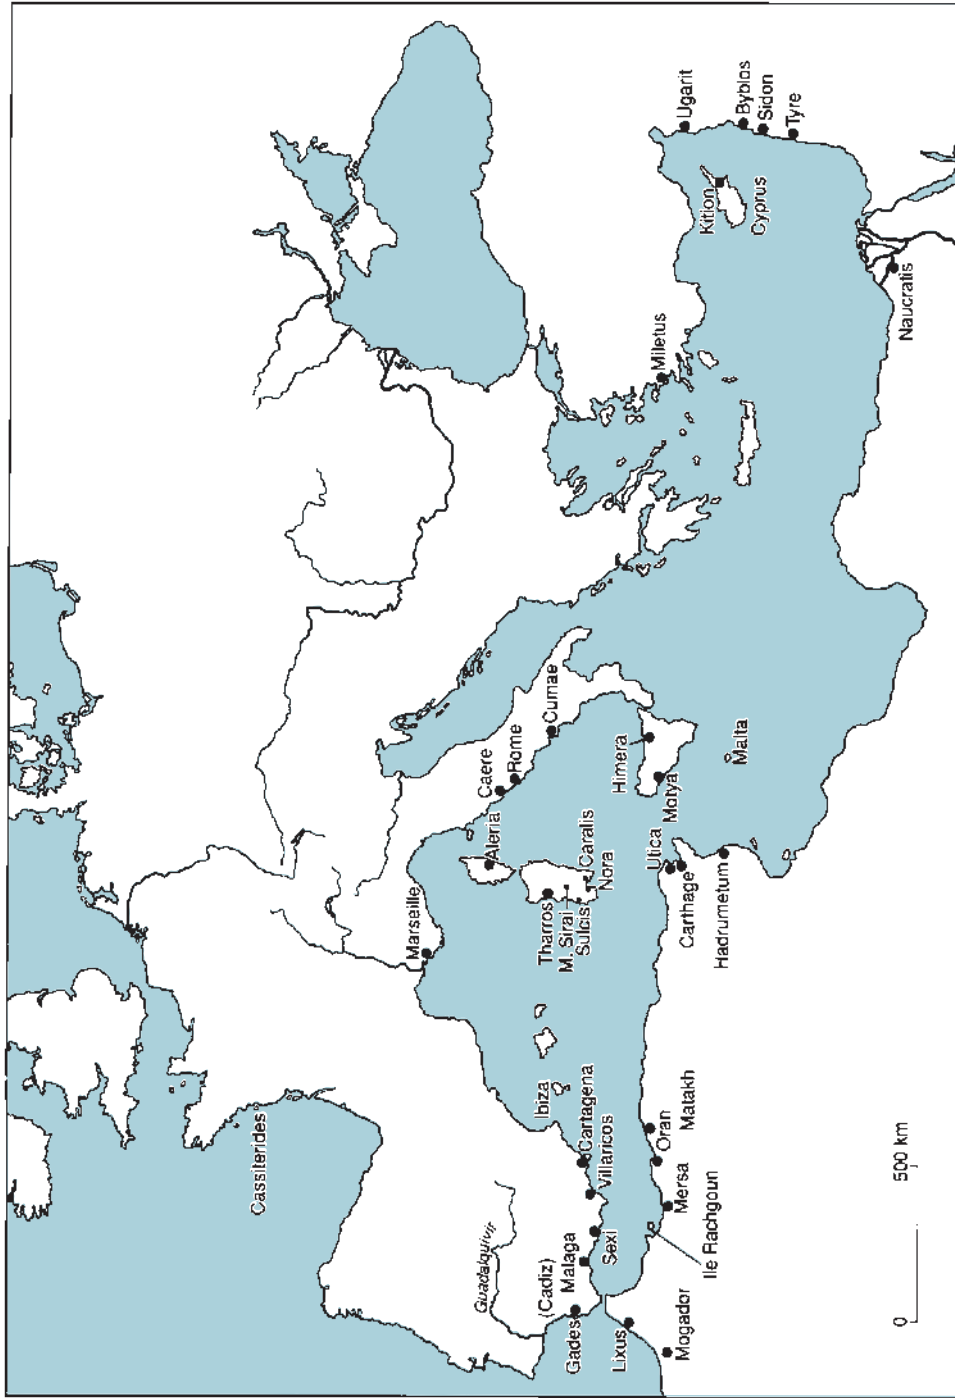 Cassiterides
Guadalquivir
Gades
(Cadiz)
Malaga
Sexi
Villaricos
Cartagena
Ibiza
Lixus
Mogador
Ile Rachgoun
Mersa
Oran
Matakh
Marseille
Aleria
Tharros
M. Sirai
Sulcis
Nora
Caralis
Caere
Rome
Cumae
Himera
Motya
Malta
Utica
Carthage
Hadrumetum
Miletus
Kition
Cyprus
Ugarit
Byblos
Sidon
Tyre
Naucratis
0
500 km